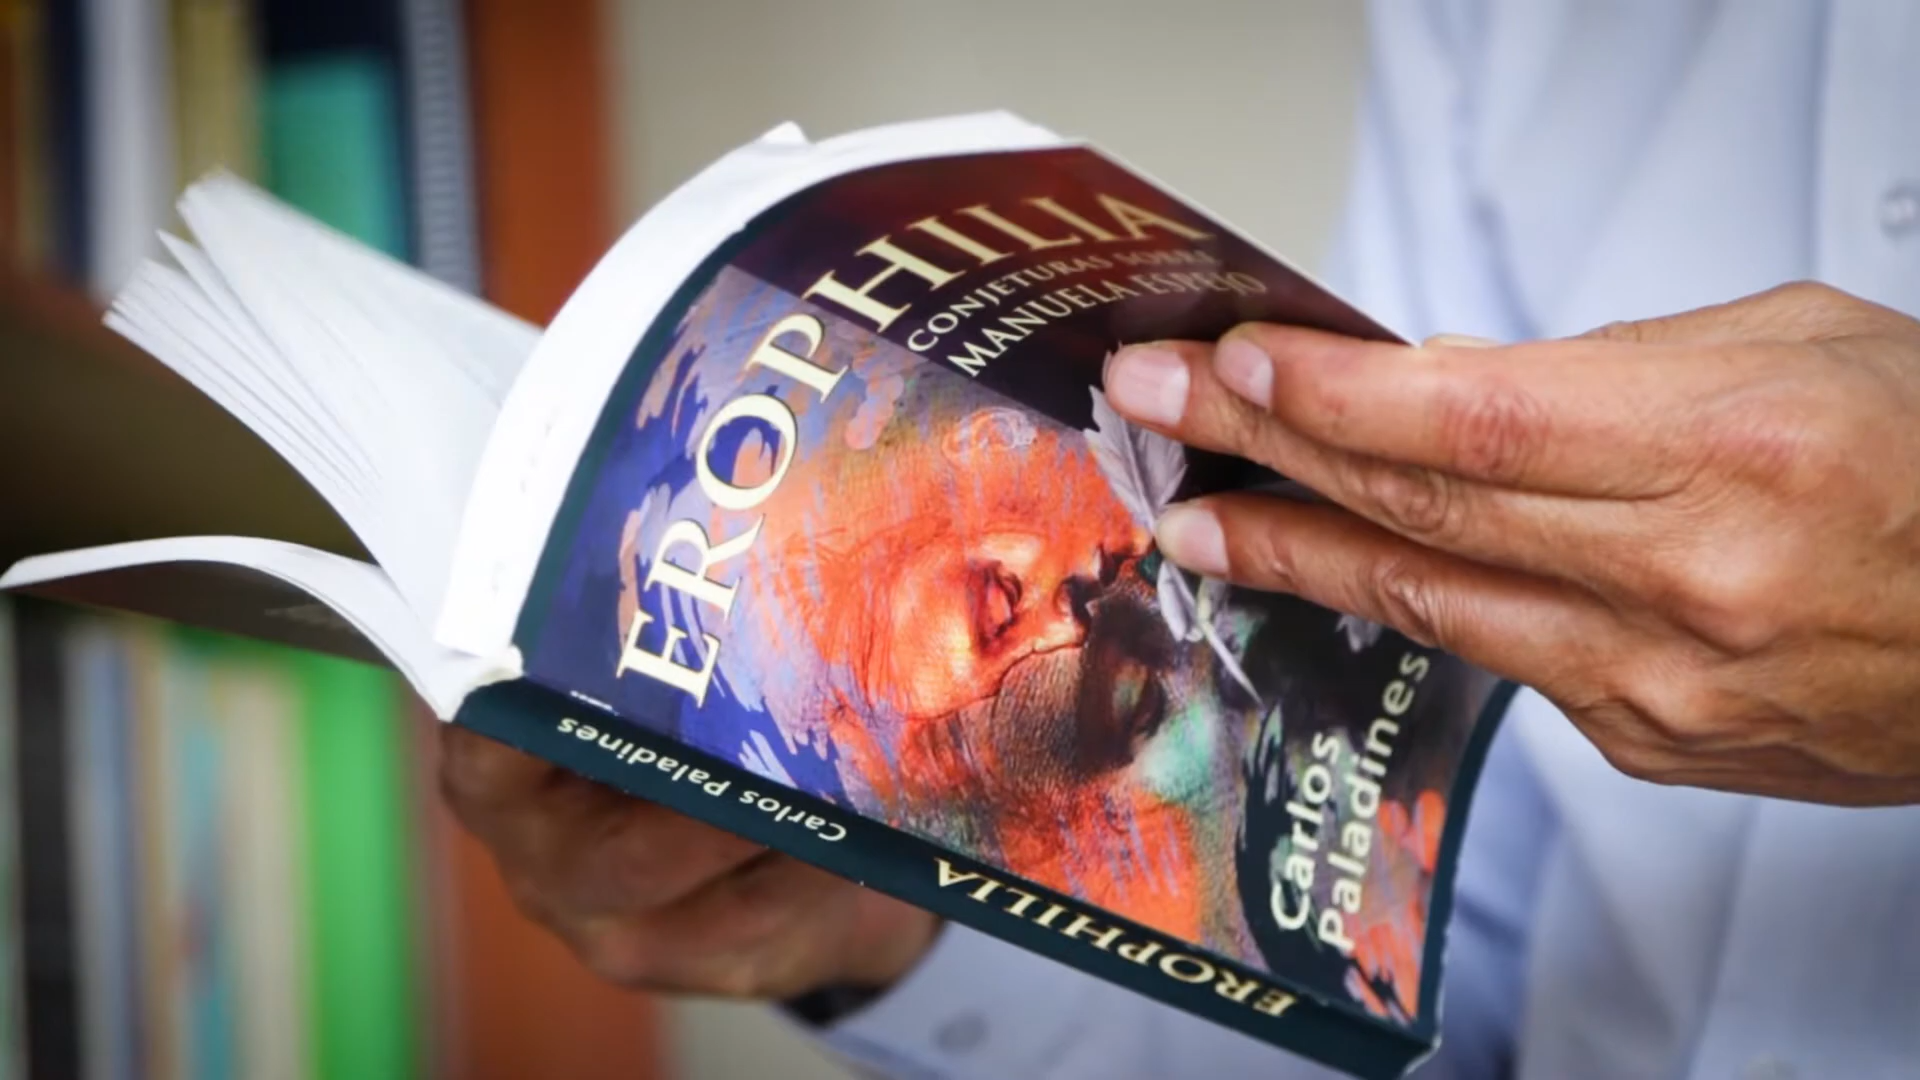 EROPHILIA
CONJETURAS SOBRE
MANUELA ESPEJO
Carlos
Paladines
Carlos Paladines
EROPHILIA